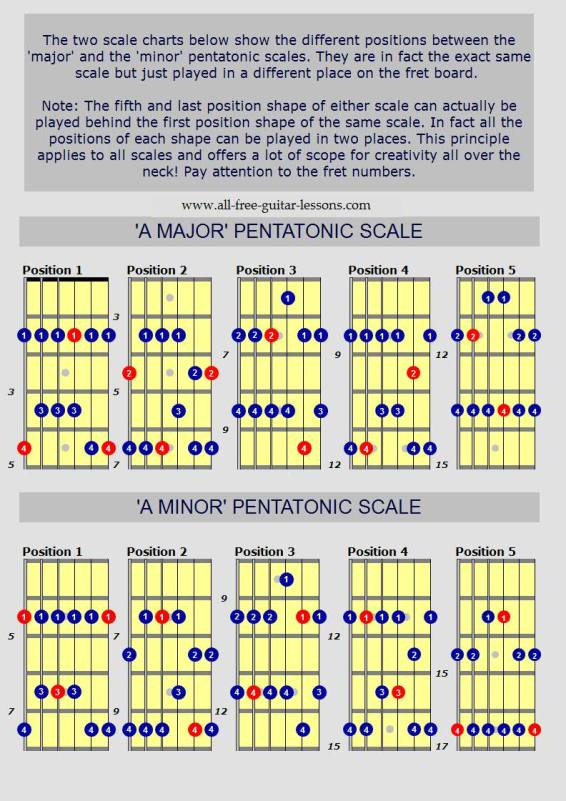 The two scale charts below show the different positions between the
'major' and the 'minor' pentatonic scales. They are in fact the exact same
scale but just played in a different place on the fret board.
Note: The fifth and last position shape of either scale can actually be
played behind the first position shape of the same scale. In fact all the
positions of each shape can be played in two places. This principle
applies to all scales and offers a lot of scope for creativity all over the
neck! Pay attention to the fret numbers.
www.all-free-guitar-lessons.com
'A MAJOR' PENTATONIC SCALE
Position 1 Position 2 Position 3 Position 4 Position 5
1
1 1
3
1 1 1 1 1 1 1 1 1 2 2 2 1 1 1 1 1 1 1 2 2 2 2
7 9 12
2 2 2 2
3 5
3 3 3 3 4 4 4 4 3 3 3 4 4 4 4 4 4
9
4 4 4 4 4 4 4 4 4 4 4 4 4
5 7 12 15
'A MINOR' PENTATONIC SCALE
Position 1 Position 2 Position 3 Position 4 Position 5
1
9
1 1 1 1 1 1 1 1 1 2 2 2 1 1 1 1 1 1 1 1 1
5 7 12
2 2 2 2 2 2 2 2
15
3 3 3 3 4 4 4 4 3 3 3
7 9 12
4 4 4 4 4 4 4 4 4 4 4 4 4 4 4 4 4 4 4
15 17